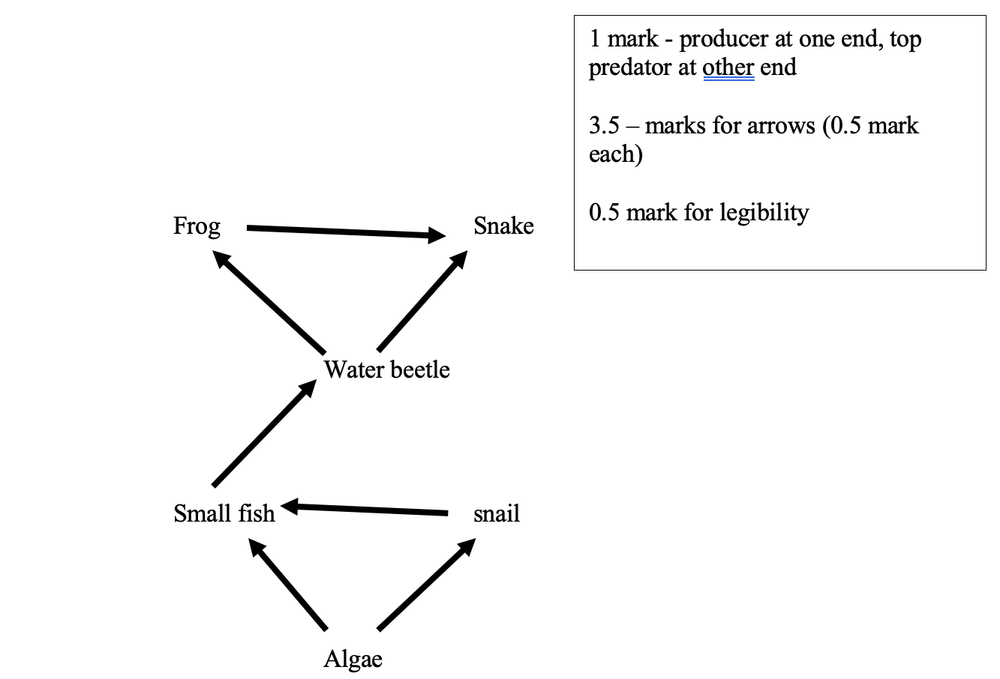 1 mark - producer at one end, top
predator at other end
3.5 – marks for arrows (0.5 mark
each)
0.5 mark for legibility
Frog
Snake
Water beetle
Small fish
snail
Algae